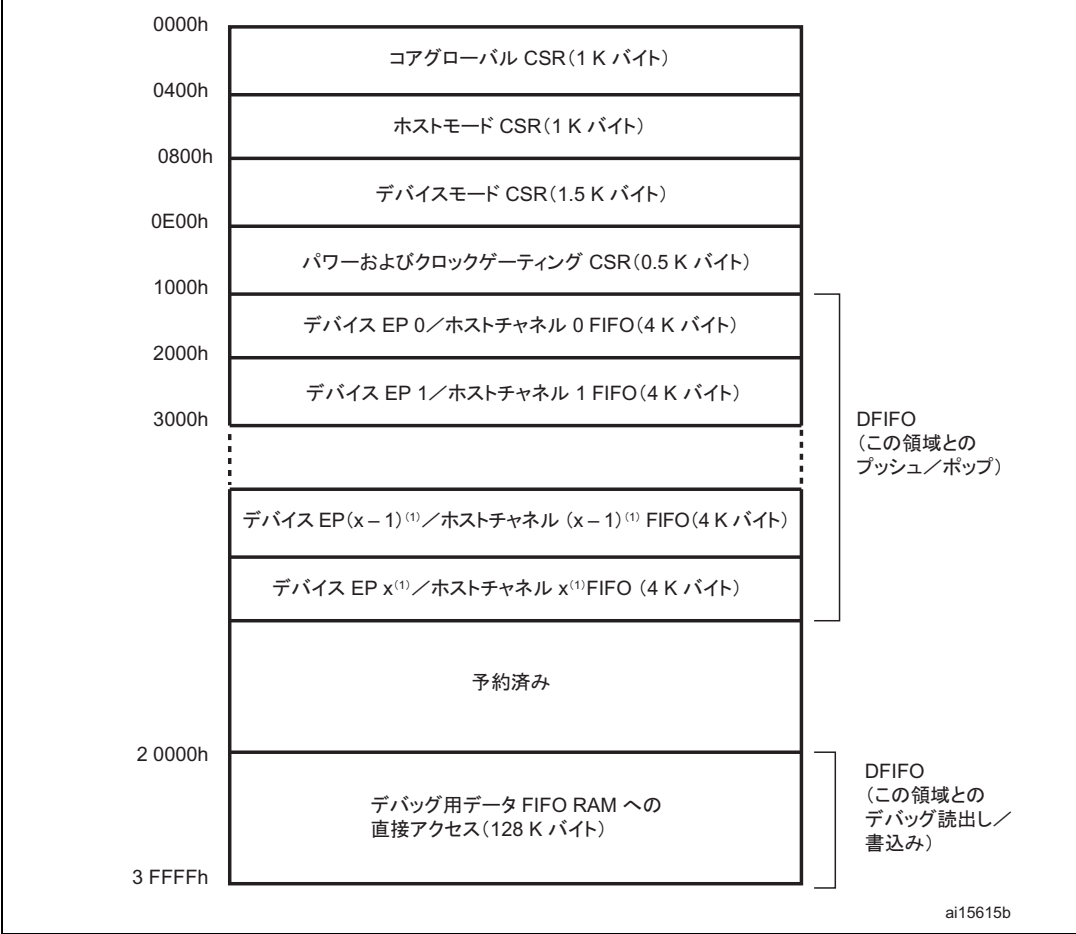 0000h
コアグローバル CSR(1 K バイト)
0400h
ホストモード CSR(1 K バイト)
0800h
デバイスモード CSR(1.5 K バイト)
0E00h
パワーおよびクロックゲーティング CSR(0.5 K バイト)
1000h
デバイス EP 0／ホストチャネル 0 FIFO(4 K バイト)
2000h
デバイス EP 1／ホストチャネル 1 FIFO(4 K バイト)
3000h
DFIFO
(この領域との
プッシュ／ポップ)
デバイス EP(x – 1)⁽¹⁾／ホストチャネル (x – 1)⁽¹⁾ FIFO(4 K バイト)
デバイス EP x⁽¹⁾／ホストチャネル x⁽¹⁾FIFO (4 K バイト)
予約済み
2 0000h
デバッグ用データ FIFO RAM への
直接アクセス(128 K バイト)
DFIFO
(この領域との
デバッグ読出し／
書込み)
3 FFFFh
ai15615b